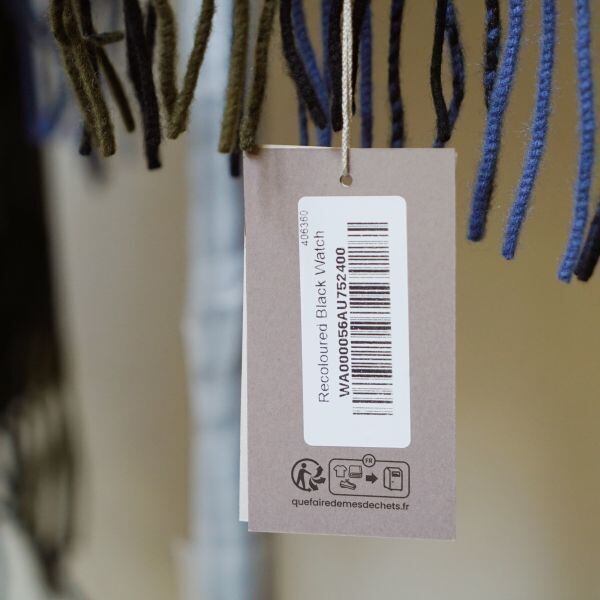 406360
Recoloured Black Watch
WA000056AU752400
FR
quefairedemesdechets.fr